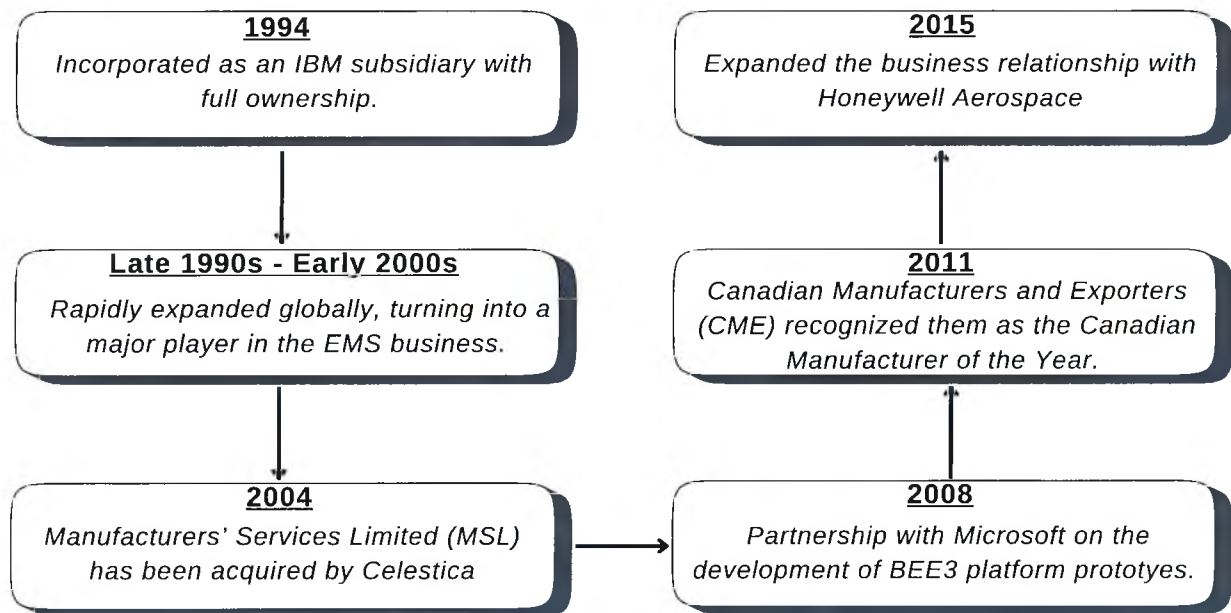 1994
Incorporated as an IBM subsidiary with
full ownership.
Late 1990s - Early 2000s
Rapidly expanded globally, turning into a
major player in the EMS business.
2004
Manufacturers’ Services Limited (MSL)
has been acquired by Celestica
2008
Partnership with Microsoft on the
development of BEE3 platform prototyes.
2011
Canadian Manufacturers and Exporters
(CME) recognized them as the Canadian
Manufacturer of the Year.
2015
Expanded the business relationship with
Honeywell Aerospace